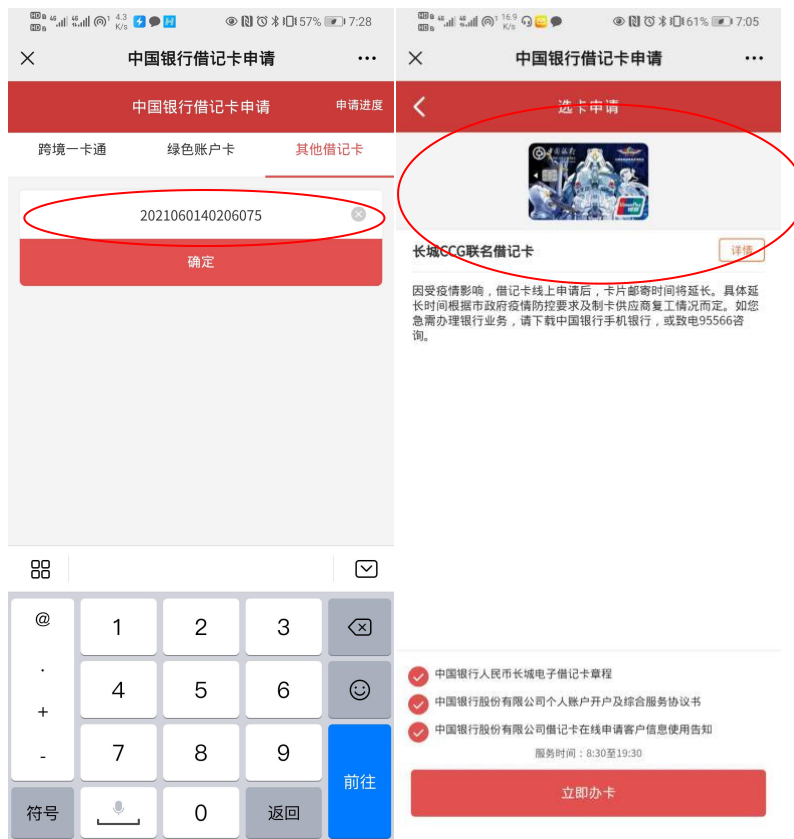 4.3 K/s 57% 7:28
中国银行借记卡申请
中国银行借记卡申请 申请进度
跨境一卡通 绿色账户卡 其他借记卡
2021060140206075
确定
@ 1 2 3
. 4 5 6
+
- 7 8 9
前往
符号 0 返回
16.9 K/s 61% 7:05
中国银行借记卡申请
选卡申请
中国银行
UnionPay
长城CCG联名借记卡 详情
因受疫情影响，借记卡线上申请后，卡片邮寄时间将延长。具体延
长时间根据市政府疫情防控要求及制卡供应商复工情况而定。如您
急需办理银行业务，请下载中国银行手机银行，或致电95566咨
询。
中国银行人民币长城电子借记卡章程
中国银行股份有限公司个人账户开户及综合服务协议书
中国银行股份有限公司借记卡在线申请客户信息使用告知
服务时间：8:30至19:30
立即办卡